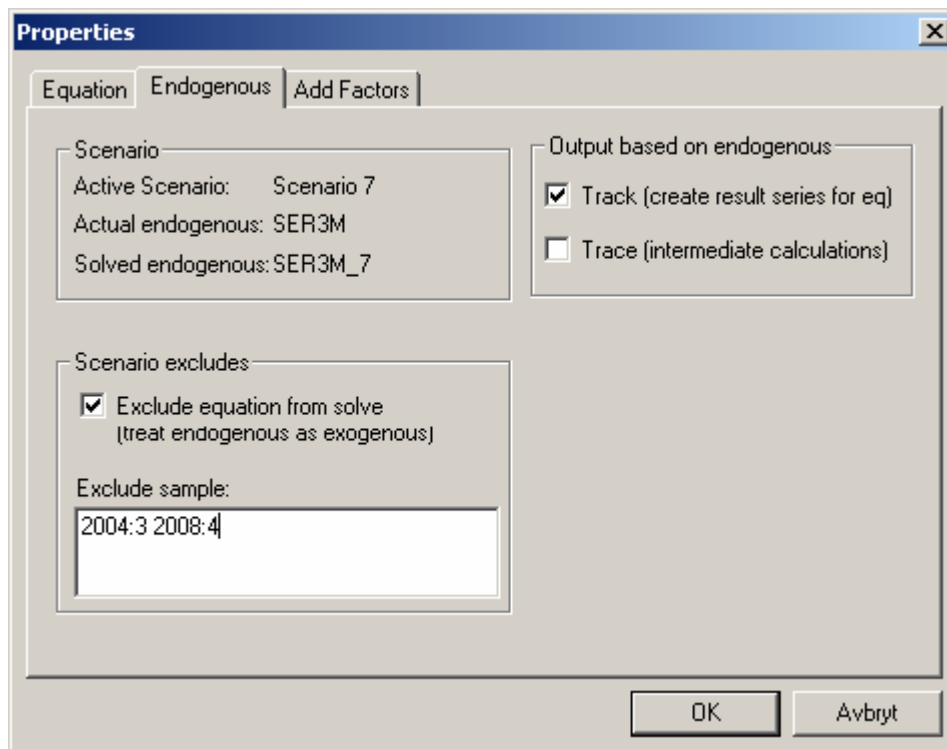 Properties
Equation Endogenous Add Factors
Scenario
Active Scenario: Scenario 7
Actual endogenous: SER3M
Solved endogenous: SER3M_7
Output based on endogenous
Track (create result series for eq)
Trace (intermediate calculations)
Scenario excludes
Exclude equation from solve
(treat endogenous as exogenous)
Exclude sample:
2004:3 2008:4
OK Avbryt